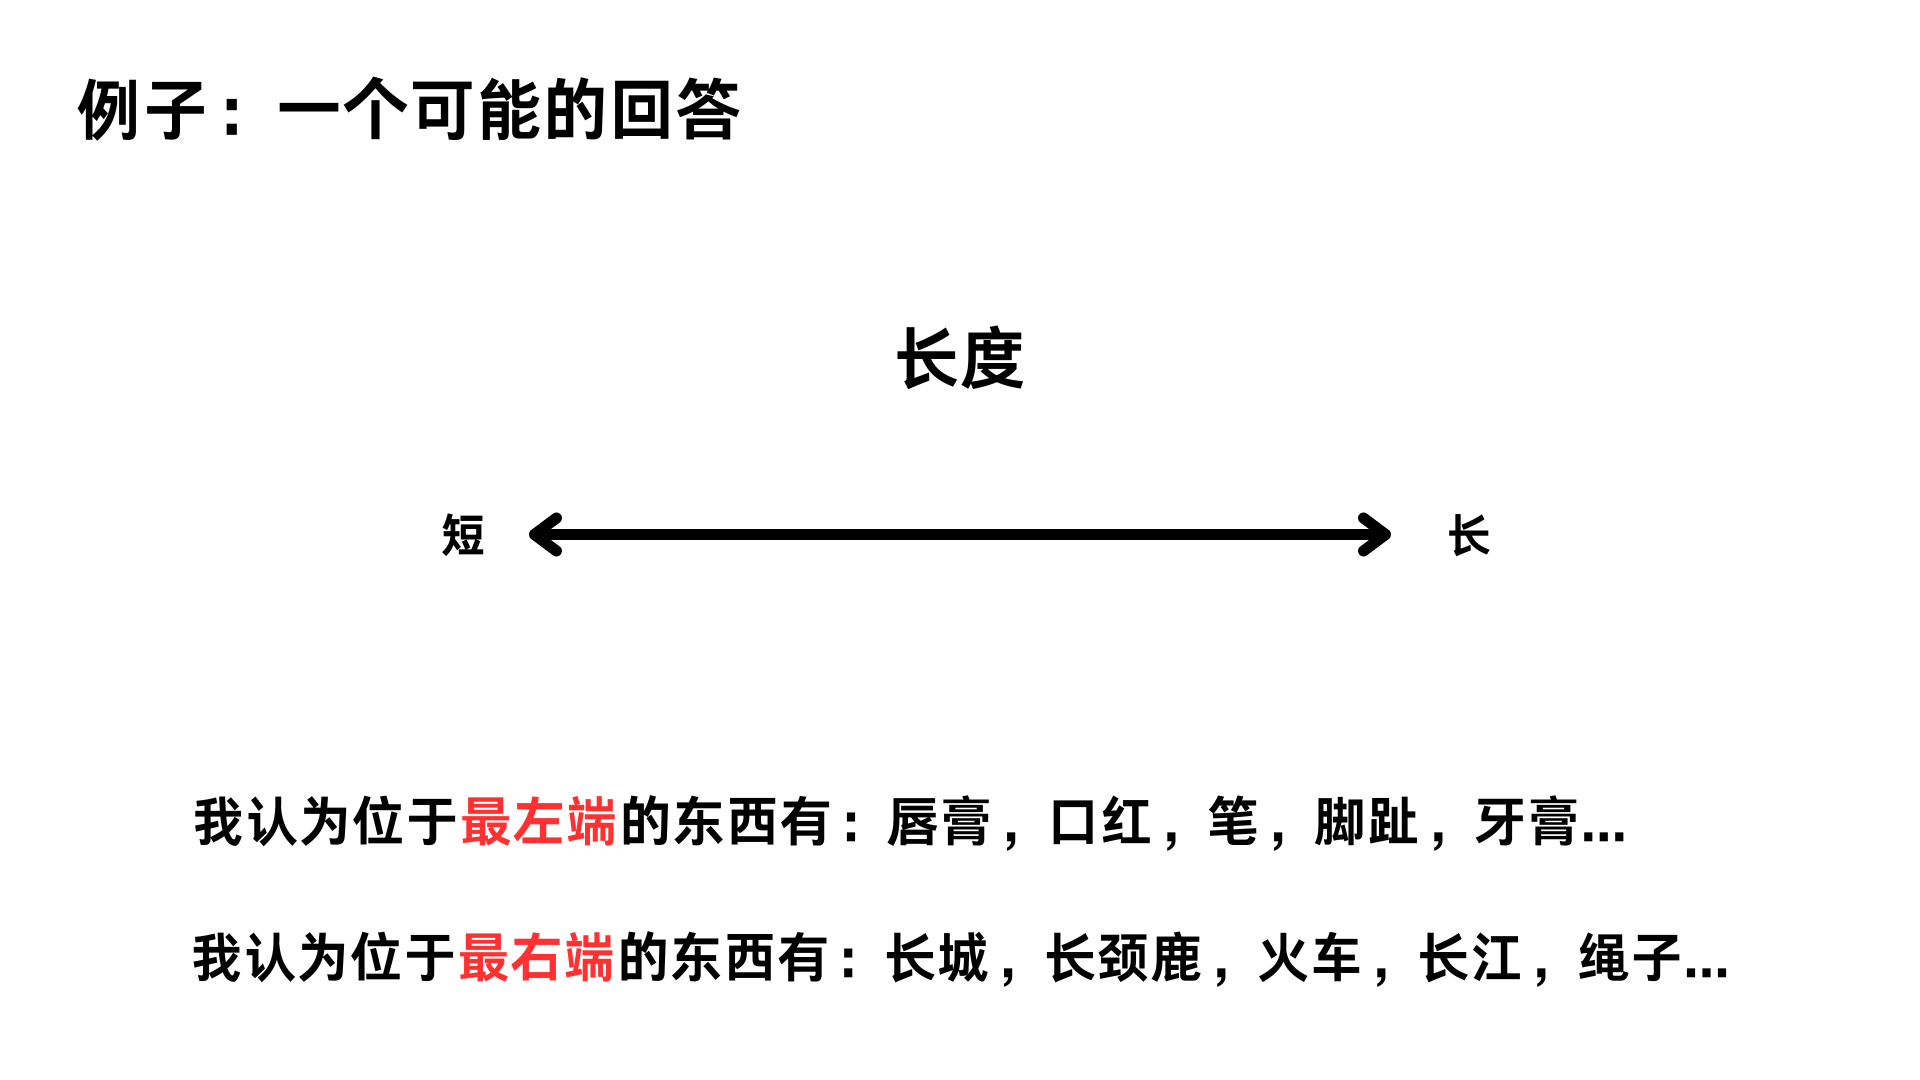 例子：一个可能的回答
长度
短 长
我认为位于最左端的东西有：唇膏，口红，笔，脚趾，牙膏...
我认为位于最右端的东西有：长城，长颈鹿，火车，长江，绳子...